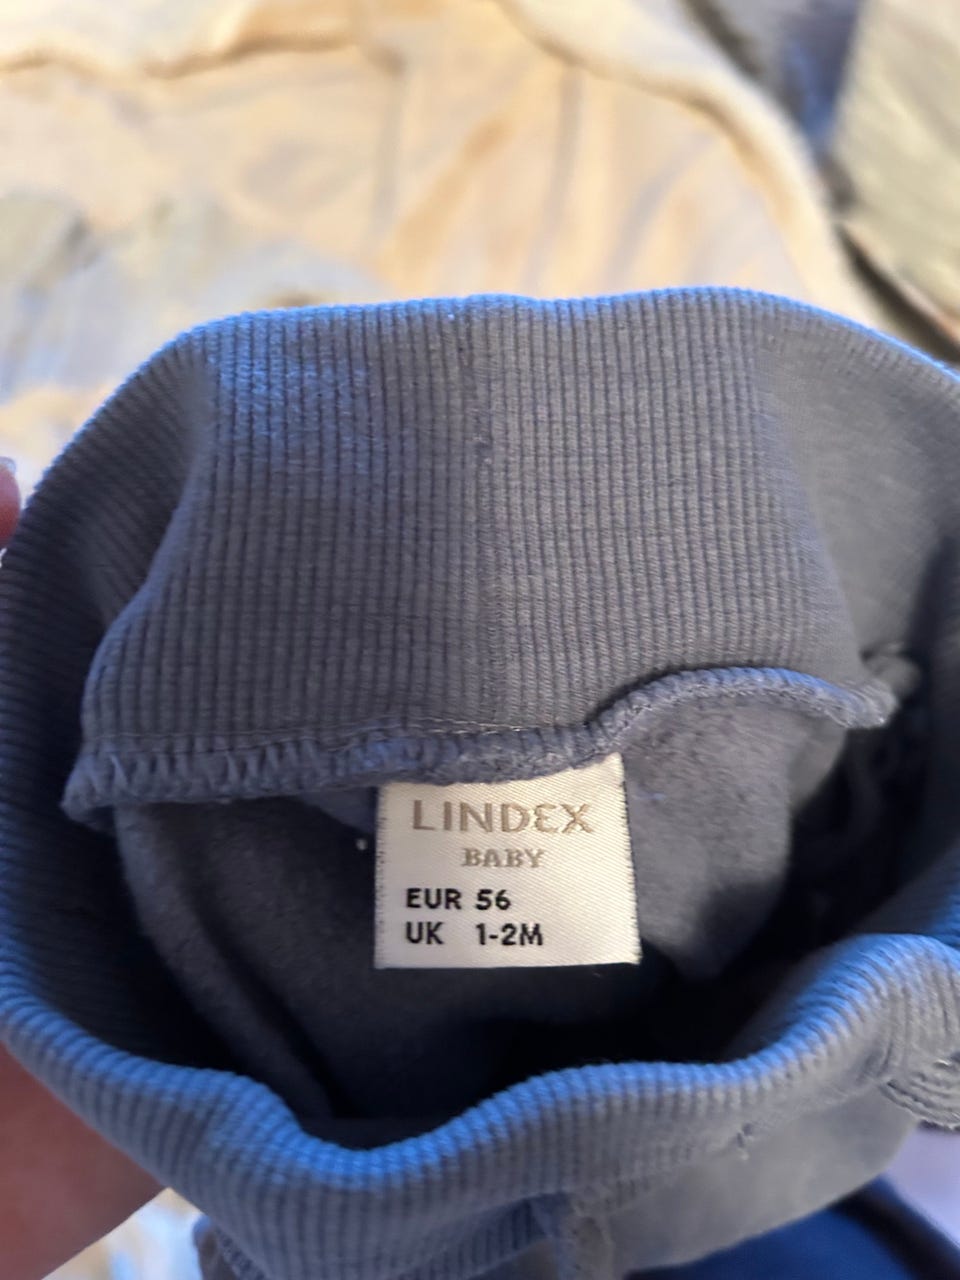 LINDEX
BABY
EUR 56
UK 1-2M